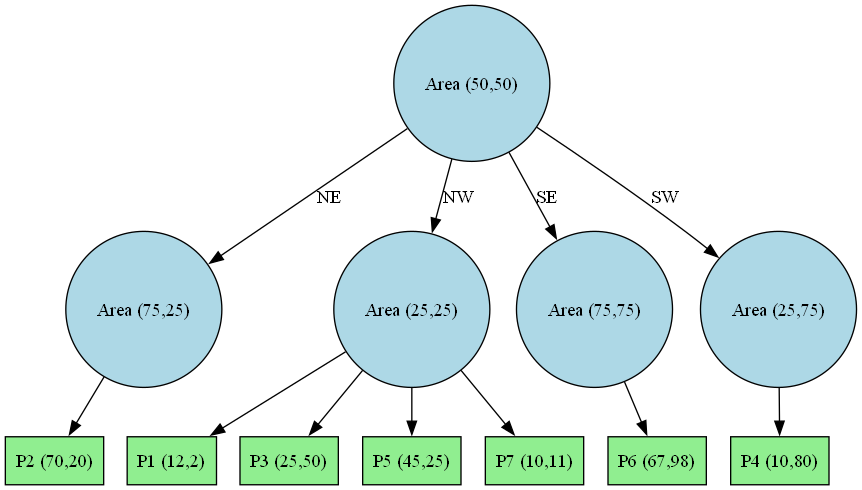 Area (50,50)
NE
NW
SE
SW
Area (75,25)
Area (25,25)
Area (75,75)
Area (25,75)
P2 (70,20)
P1 (12,2)
P3 (25,50)
P5 (45,25)
P7 (10,11)
P6 (67,98)
P4 (10,80)